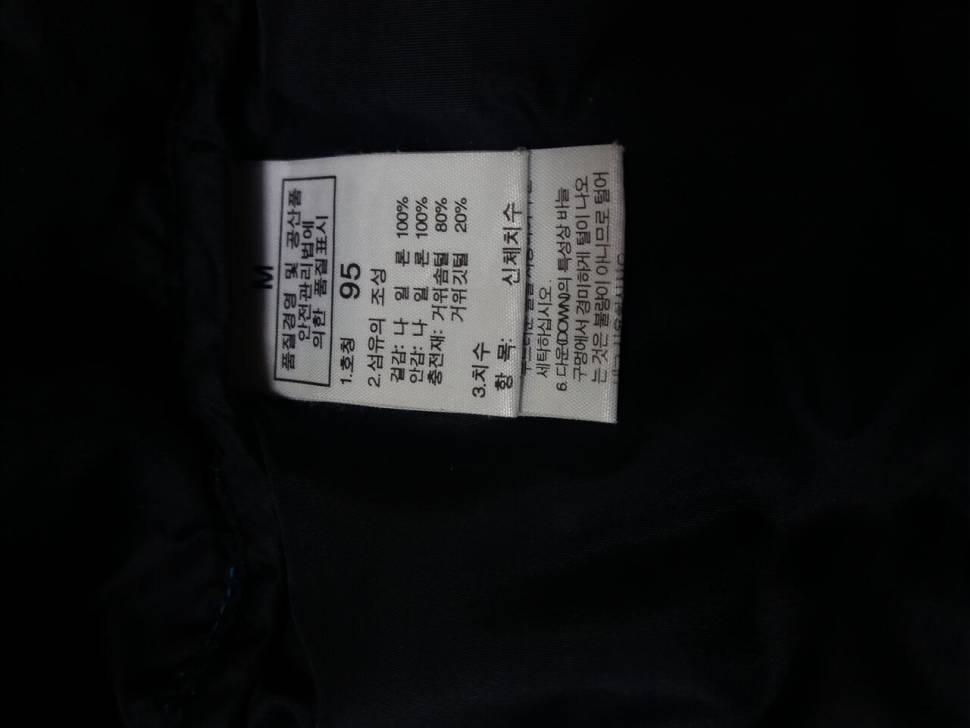 M
품질경영 및 공산품
안전관리법에
의한 품질표시
1.호칭 95
2.섬유의 조성
겉감: 나 일 론 100%
안감: 나 일 론 100%
충전재: 거위솜털 80%
거위깃털 20%
3.치수
항 목: 신체치수
세탁하십시오.
6. 다운(DOWN)의 특성상 바늘
구멍에서 경미하게 털이 나오
는 것은 불량이 아니므로 털어